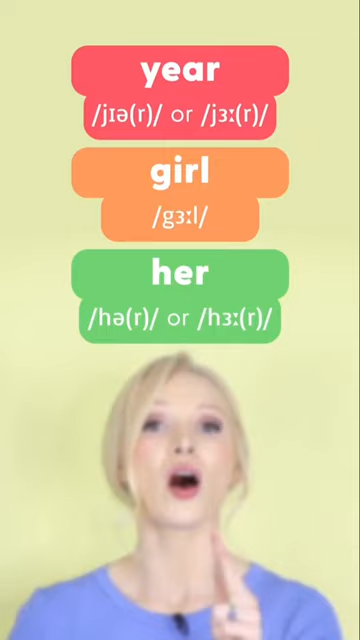 year
/jɪə(r)/ or /jɜː(r)/
girl
/gɜːl/
her
/hə(r)/ or /hɜː(r)/